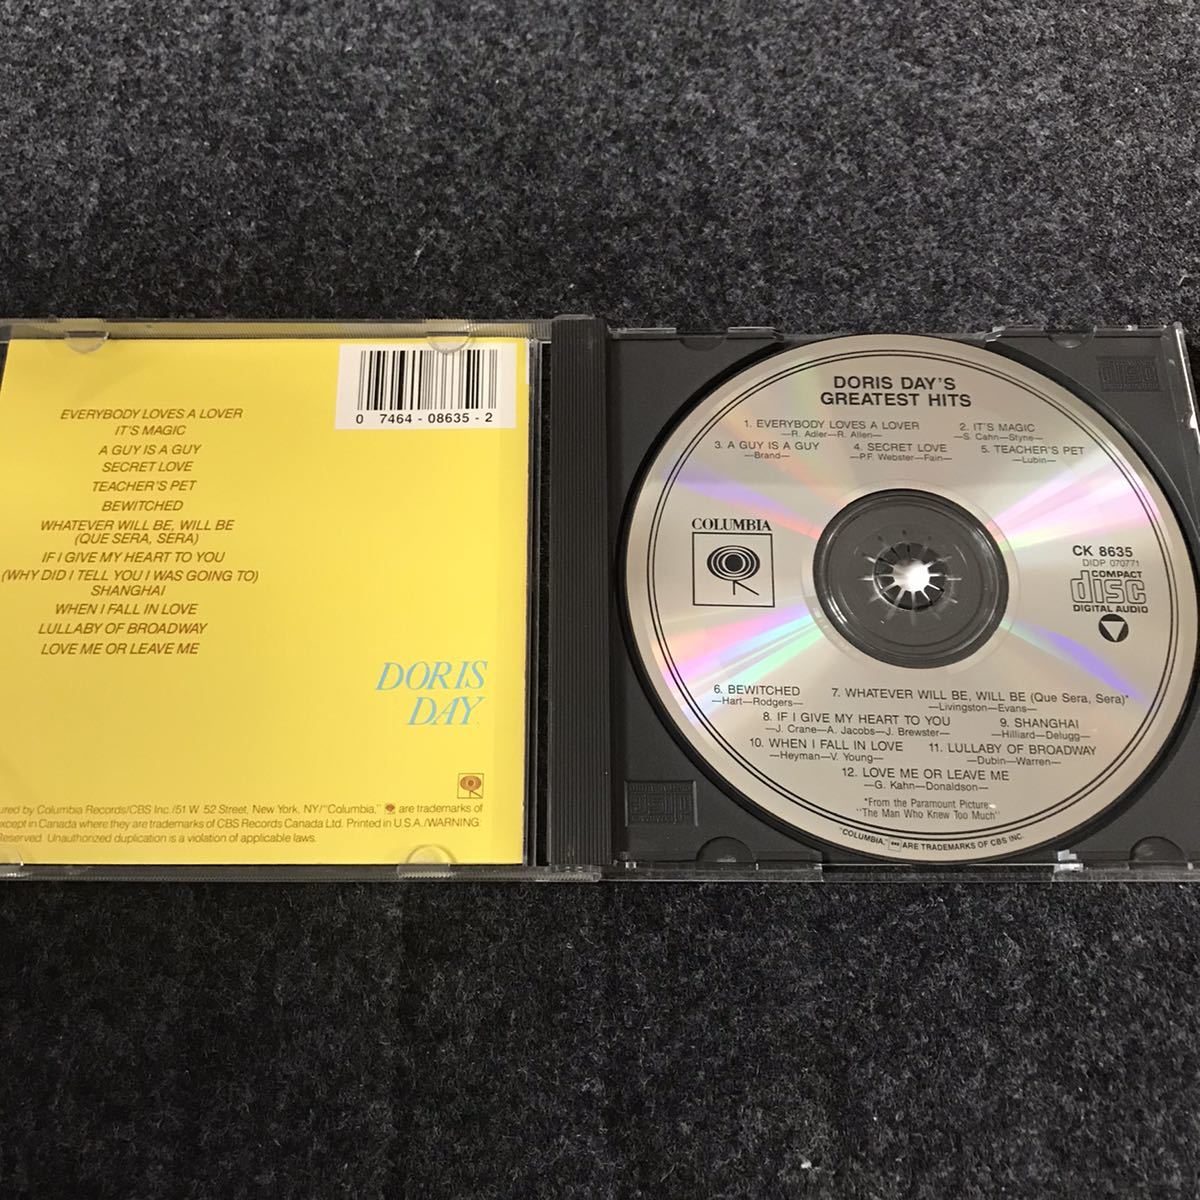 EVERYBODY LOVES A LOVER
IT'S MAGIC
A GUY IS A GUY
SECRET LOVE
TEACHER'S PET
BEWITCHED
WHATEVER WILL BE, WILL BE
(QUE SERA, SERA)
IF I GIVE MY HEART TO YOU
(WHY DID I TELL YOU I WAS GOING TO)
SHANGHAI
WHEN I FALL IN LOVE
LULLABY OF BROADWAY
LOVE ME OR LEAVE ME
0 7464-08635-2
DORIS
DAY
ured by Columbia Records/CBS Inc./51 W. 52 Street, New York, NY/"Columbia," are trademarks of
except in Canada where they are trademarks of CBS Records Canada Ltd. Printed in U.S.A./WARNING:
Reserved. Unauthorized duplication is a violation of applicable laws.
DORIS DAY'S
GREATEST HITS
1. EVERYBODY LOVES A LOVER 2. IT'S MAGIC
—R. Adler—R. Allen— —S. Cahn—Styne—
3. A GUY IS A GUY 4. SECRET LOVE 5. TEACHER'S PET
—Brand— —P.F. Webster—Fain— —Lubin—
COLUMBIA
CK 8635
DIDP 070771
COMPACT
disc
DIGITAL AUDIO
6. BEWITCHED 7. WHATEVER WILL BE, WILL BE (Que Sera, Sera)*
—Hart—Rodgers— —Livingston—Evans—
8. IF I GIVE MY HEART TO YOU 9. SHANGHAI
—J. Crane—A. Jacobs—J. Brewster— —Hilliard—Delugg—
10. WHEN I FALL IN LOVE 11. LULLABY OF BROADWAY
—Heyman—V. Young— —Dubin—Warren—
12. LOVE ME OR LEAVE ME
—G. Kahn—Donaldson—
*From the Paramount Picture:
"The Man Who Knew Too Much"
"COLUMBIA," ARE TRADEMARKS OF CBS INC.